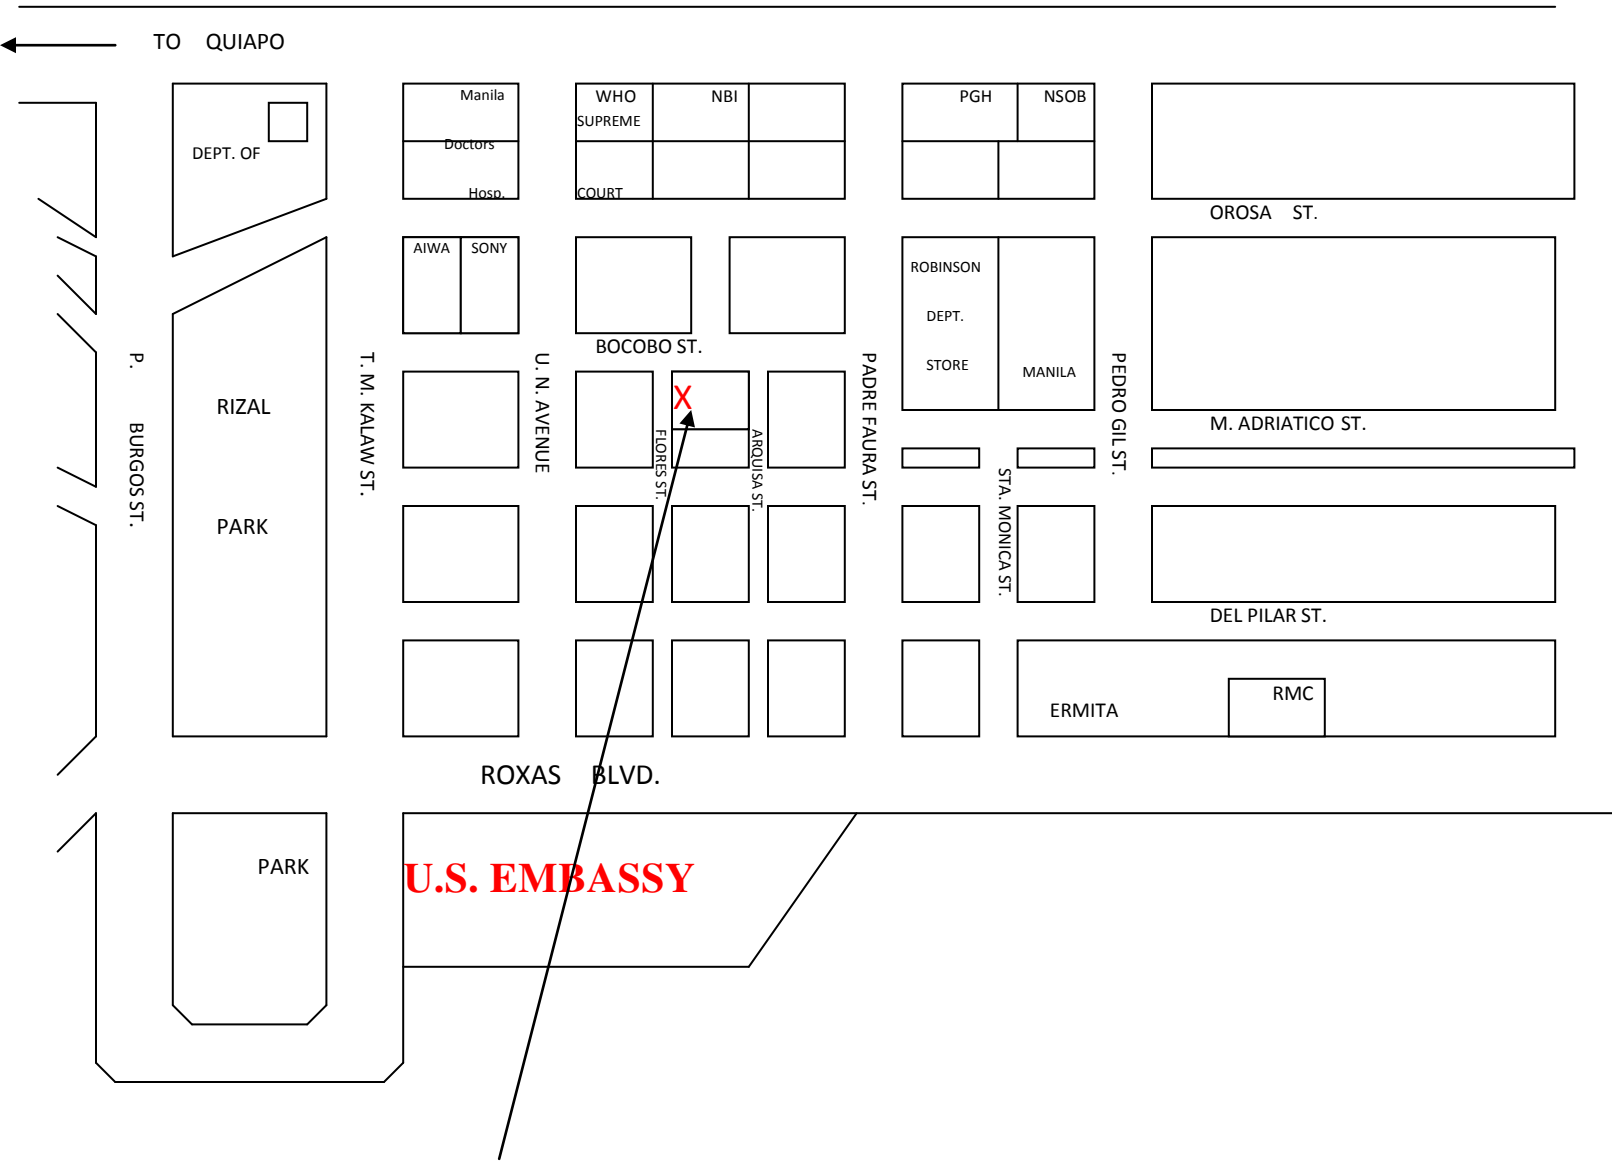 TO QUIAPO
Manila
Doctors
Hosp.
WHO
SUPREME
COURT
NBI
PGH
NSOB
DEPT. OF
OROSA ST.
AIWA
SONY
ROBINSON
DEPT.
STORE
MANILA
BOCOBO ST.
P. BURGOS ST.
RIZAL
PARK
T. M. KALAW ST.
U. N. AVENUE
X
FLORES ST.
ARQUISA ST.
PADRE FAURA ST.
PEDRO GIL ST.
M. ADRIATICO ST.
STA. MONICA ST.
DEL PILAR ST.
ERMITA
RMC
ROXAS BLVD.
PARK
U.S. EMBASSY